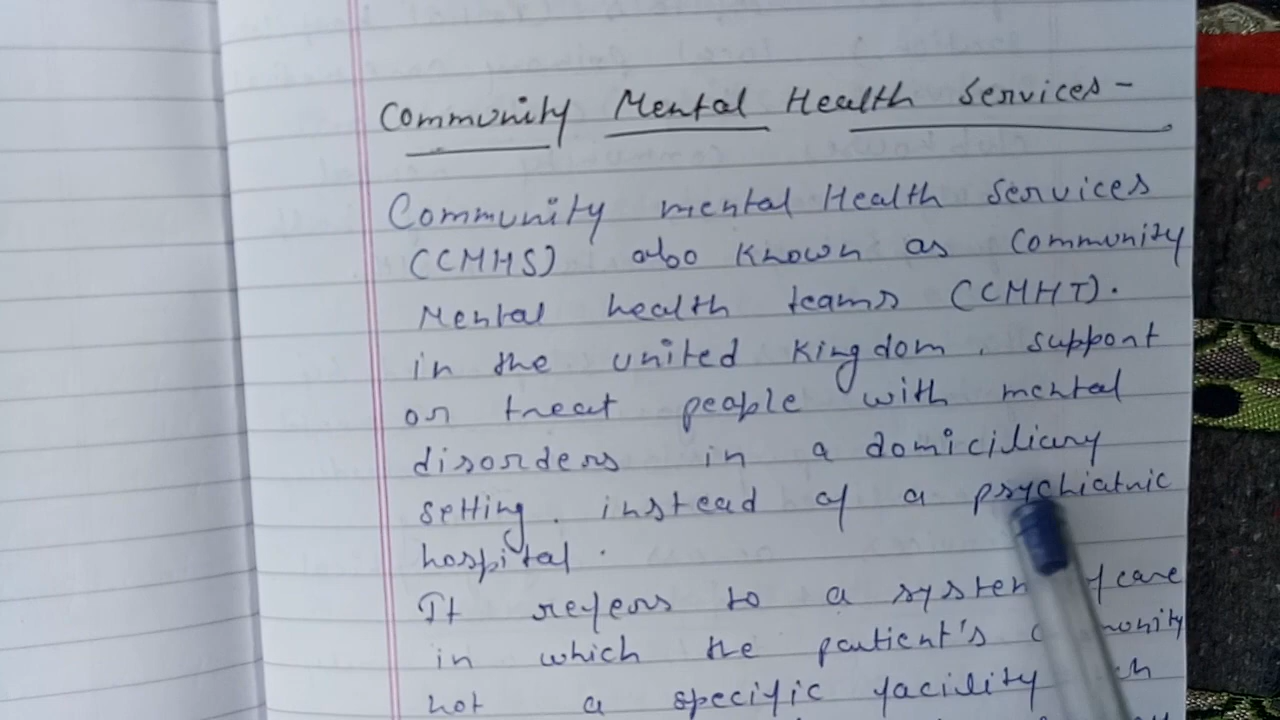 Community Mental Health Services-
Community mental Health Services
(CMHS) also known as Community
Mental health teams (CMHT).
in the united Kingdom. support
or treat people with mental
disorders in a domiciliary
setting. instead of a psychiatric
hospital.
It refers to a system of care
in which the patient's
not a specific facility